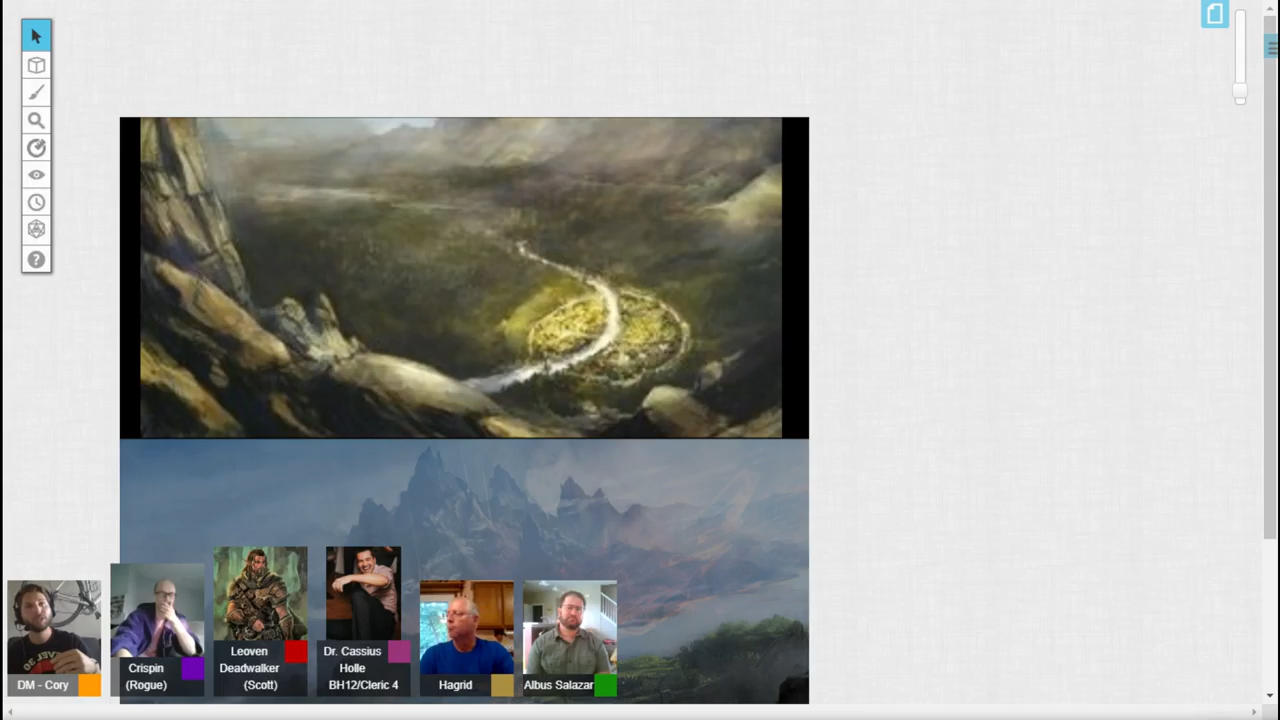 DM - Cory
Crispin
(Rogue)
Leoven
Deadwalker
(Scott)
Dr. Cassius
Holle
BH12/Cleric 4
Hagrid
Albus Salazar